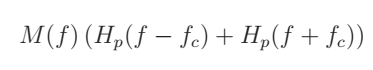 M(f) (H_p(f − f_c) + H_p(f + f_c))